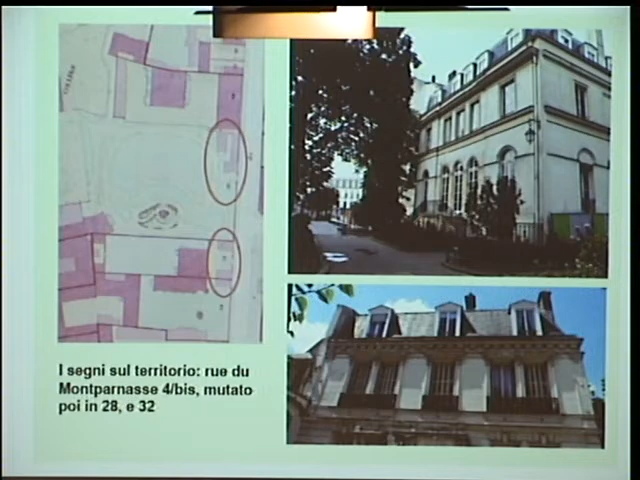 I segni sul territorio: rue du
Montparnasse 4/bis, mutato
poi in 28, e 32